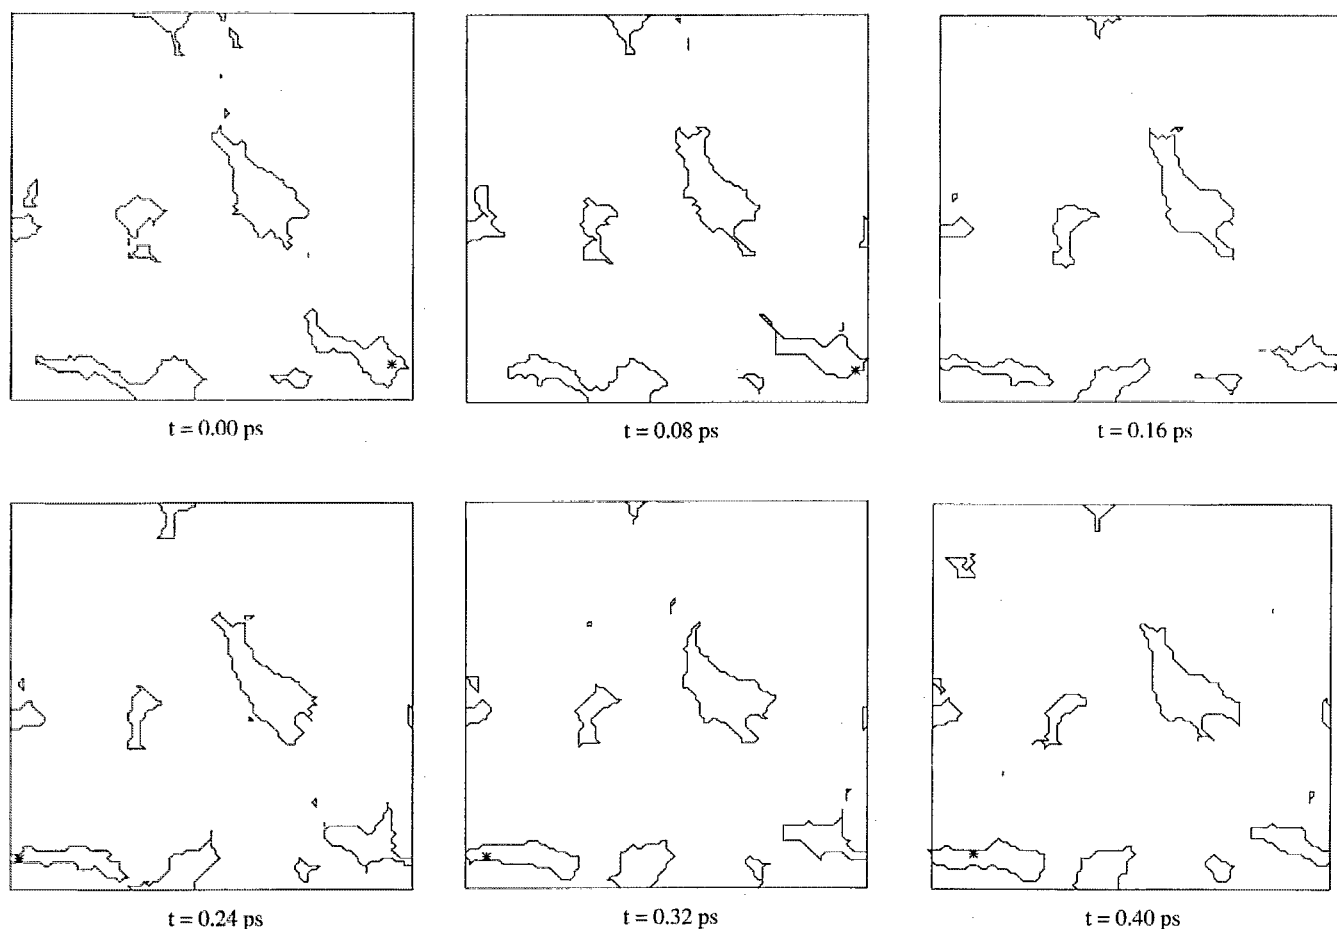 t = 0.00 ps
t = 0.08 ps
t = 0.16 ps
t = 0.24 ps
t = 0.32 ps
t = 0.40 ps